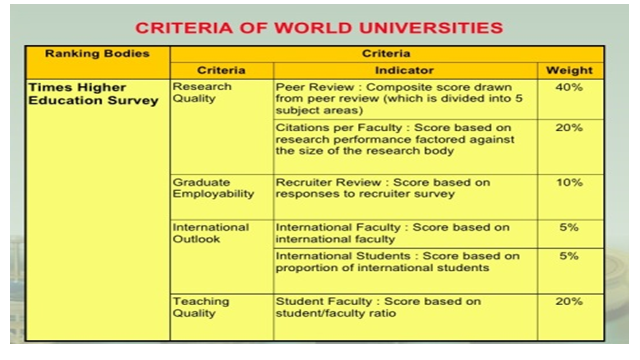 CRITERIA OF WORLD UNIVERSITIES
Ranking Bodies
Criteria
Criteria
Indicator
Weight
Times Higher
Education Survey
Research
Quality
Peer Review : Composite score drawn
from peer review (which is divided into 5
subject areas)
40%
Citations per Faculty : Score based on
research performance factored against
the size of the research body
20%
Graduate
Employability
Recruiter Review : Score based on
responses to recruiter survey
10%
International
Outlook
International Faculty : Score based on
international faculty
5%
International Students : Score based on
proportion of international students
5%
Teaching
Quality
Student Faculty : Score based on
student/faculty ratio
20%